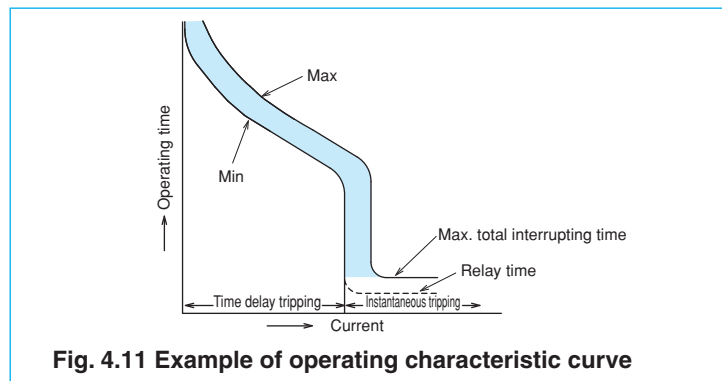 Max
Min
Operating time
Max. total interrupting time
Relay time
Time delay tripping
Instantaneous tripping
Current
Fig. 4.11 Example of operating characteristic curve